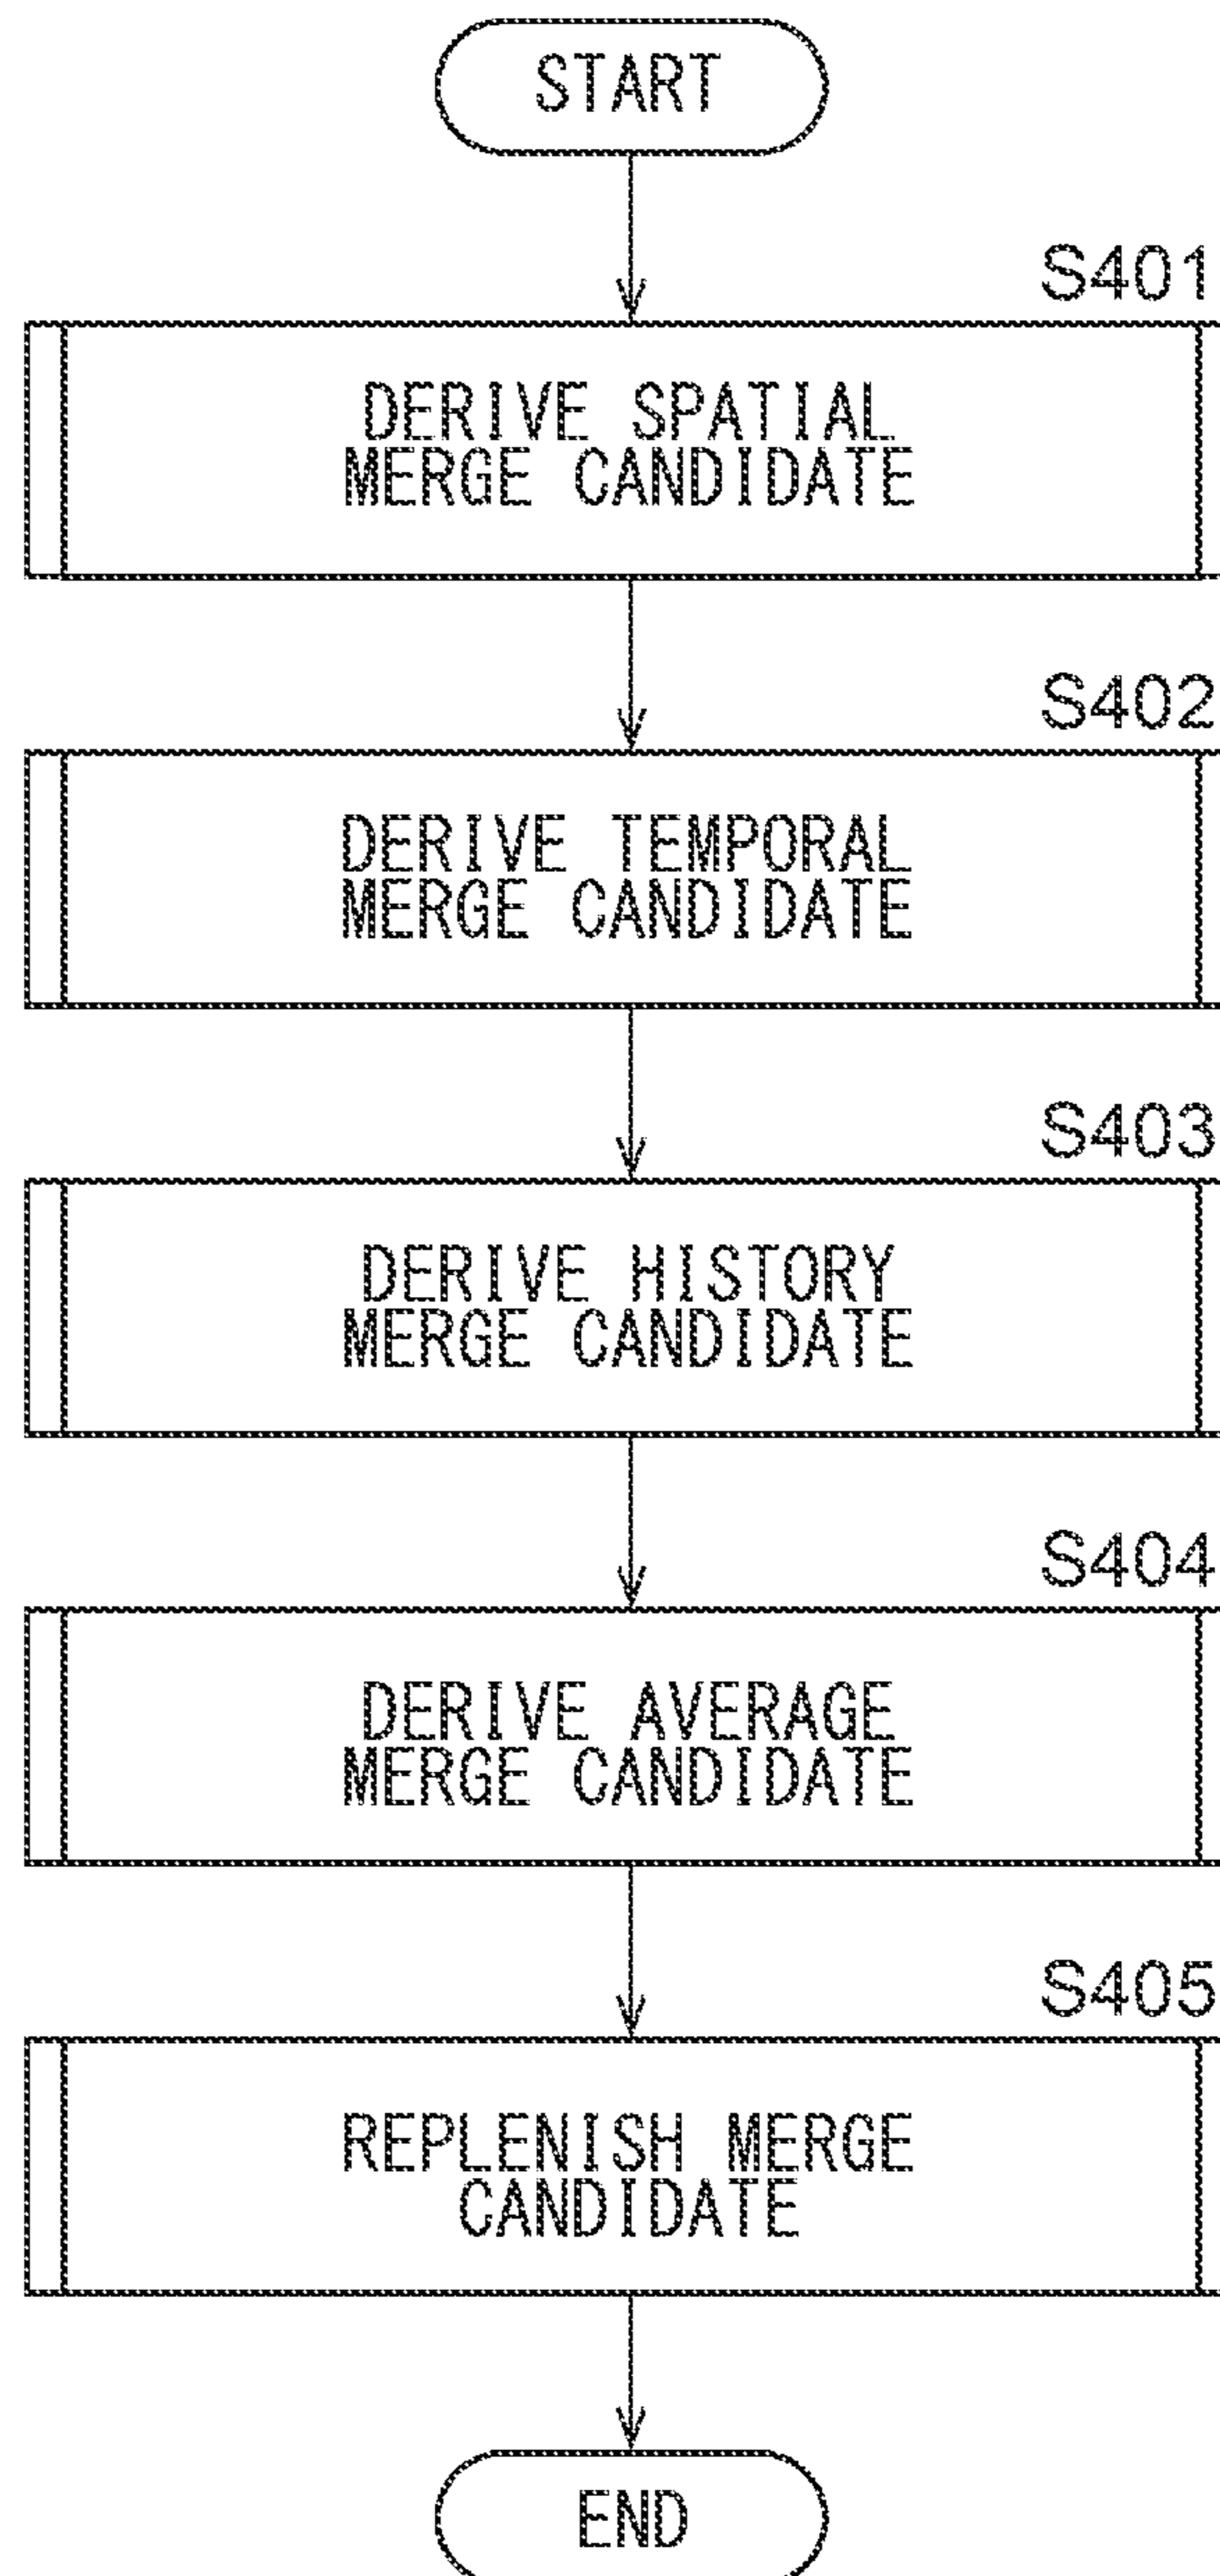 START
S401
DERIVE SPATIAL
MERGE CANDIDATE
S402
DERIVE TEMPORAL
MERGE CANDIDATE
S403
DERIVE HISTORY
MERGE CANDIDATE
S404
DERIVE AVERAGE
MERGE CANDIDATE
S405
REPLENISH MERGE
CANDIDATE
END